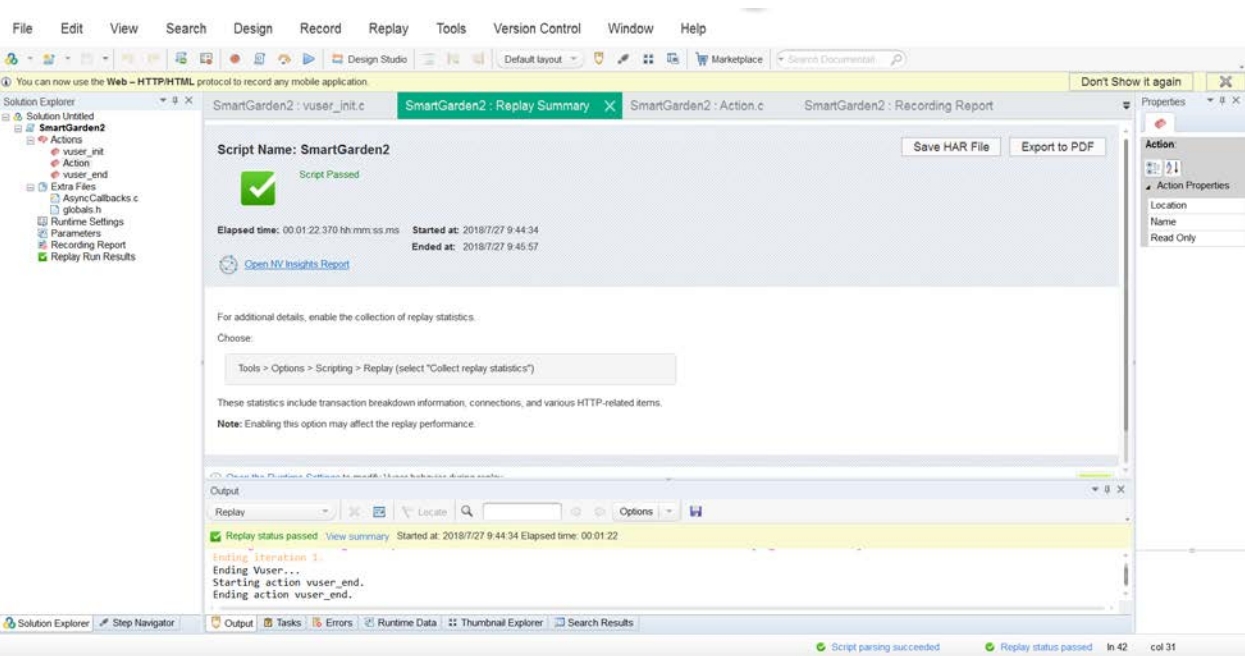 File Edit View Search Design Record Replay Tools Version Control Window Help
Design Studio Default layout Marketplace Search Documentation
You can now use the Web – HTTP/HTML protocol to record any mobile application. Don't Show it again
Solution Explorer
Solution Untitled
SmartGarden2
Actions
vuser_init
Action
vuser_end
Extra Files
AsyncCallbacks.c
globals.h
Runtime Settings
Parameters
Recording Report
Replay Run Results
SmartGarden2 : vuser_init.c SmartGarden2 : Replay Summary SmartGarden2 : Action.c SmartGarden2 : Recording Report
Script Name: SmartGarden2
Save HAR File Export to PDF
Script Passed
Elapsed time: 00:01:22.370 hh:mm:ss.ms Started at: 2018/7/27 9:44:34
Ended at: 2018/7/27 9:45:57
Open NV Insights Report
For additional details, enable the collection of replay statistics.
Choose:
Tools > Options > Scripting > Replay (select "Collect replay statistics")
These statistics include transaction breakdown information, connections, and various HTTP-related items.
Note: Enabling this option may affect the replay performance.
Properties
Action:
Action Properties
Location
Name
Read Only
Output
Replay Locate Options
Replay status passed View summary Started at: 2018/7/27 9:44:34 Elapsed time: 00:01:22
Ending iteration 1.
Ending Vuser...
Starting action vuser_end.
Ending action vuser_end.
Solution Explorer Step Navigator Output Tasks Errors Runtime Data Thumbnail Explorer Search Results
Script parsing succeeded Replay status passed ln 42 col 31